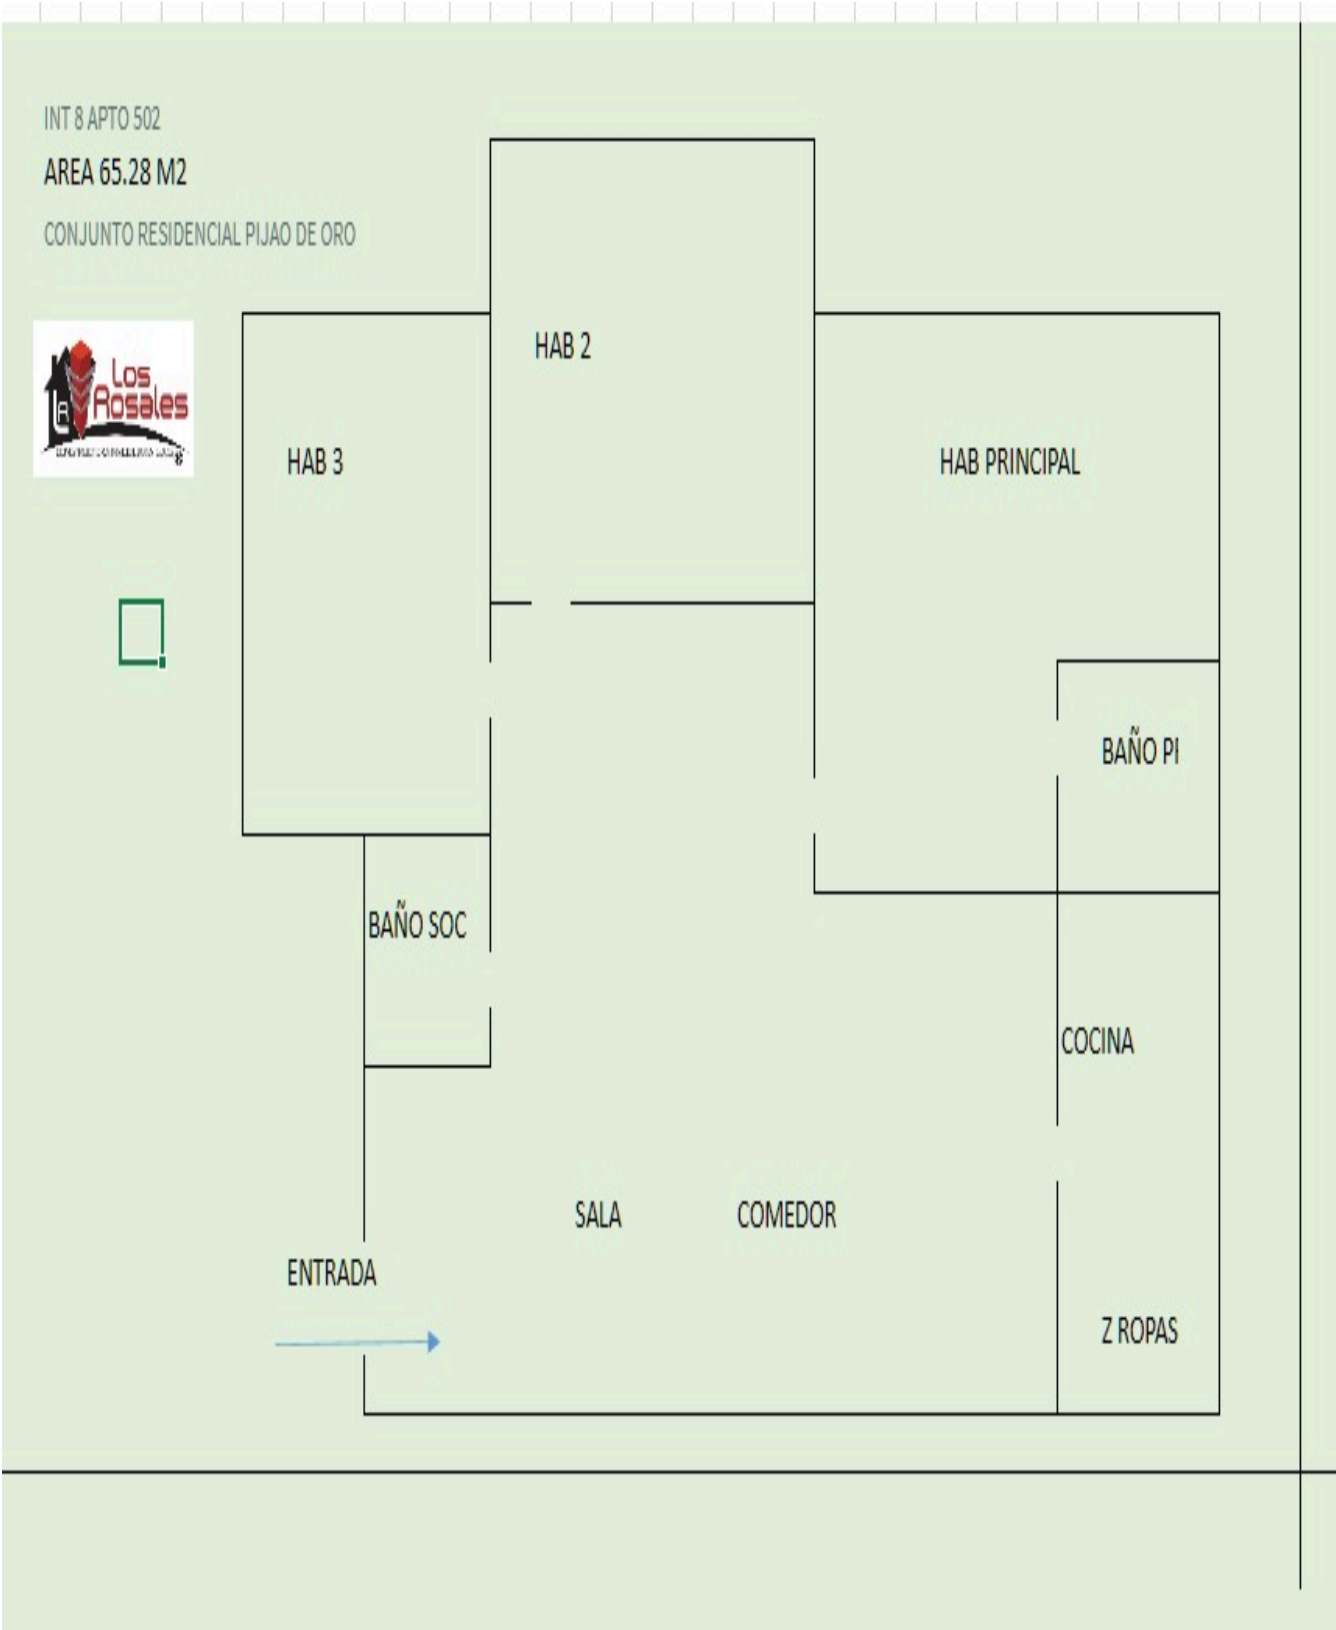 INT 8 APTO 502
AREA 65.28 M2
CONJUNTO RESIDENCIAL PIJAO DE ORO
Los
Rosales
HAB 2
HAB 3
HAB PRINCIPAL
BAÑO PI
BAÑO SOC
COCINA
SALA
COMEDOR
ENTRADA
Z ROPAS